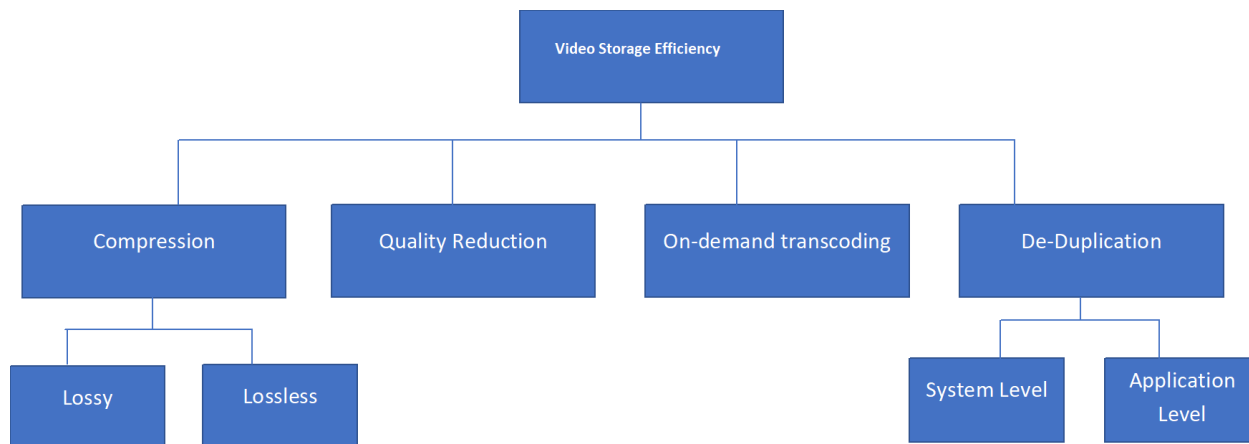 Video Storage Efficiency
Compression
Quality Reduction
On-demand transcoding
De-Duplication
Lossy
Lossless
System Level
Application
Level